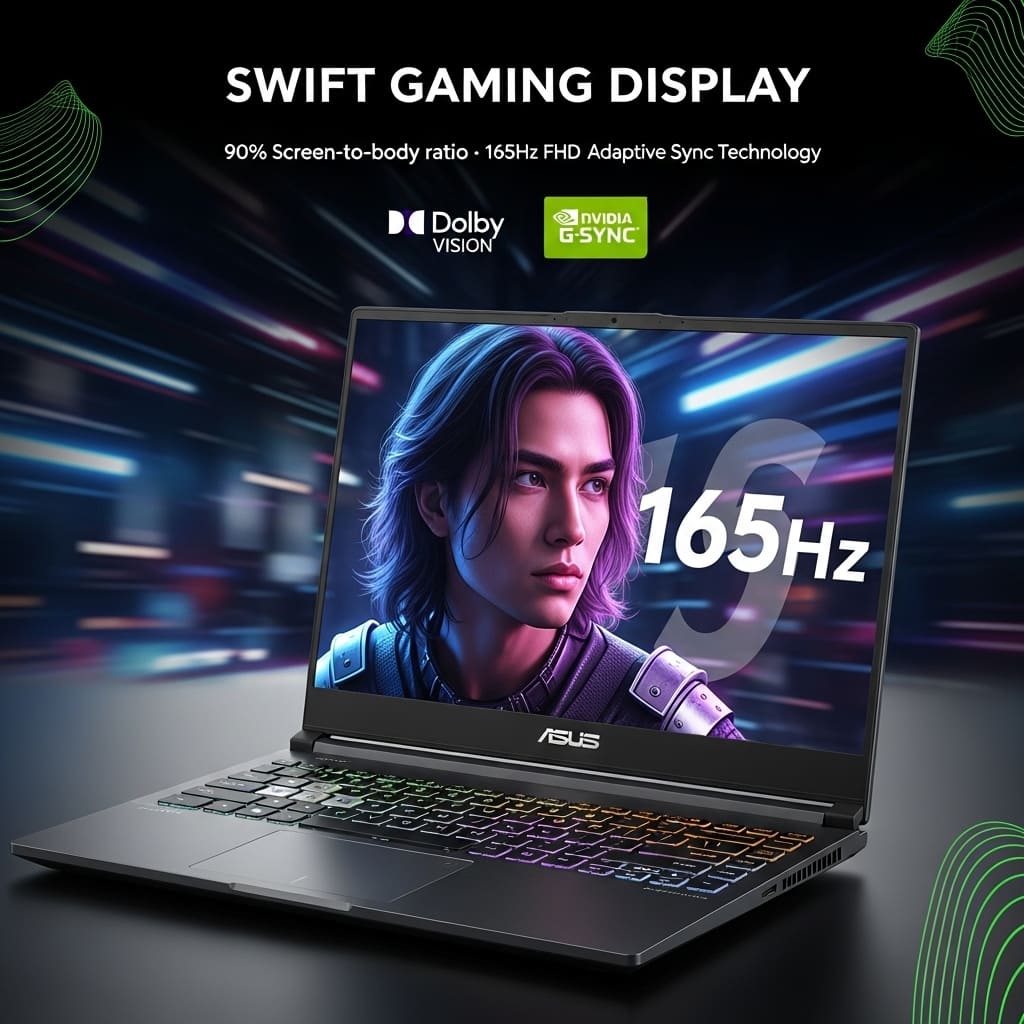 SWIFT GAMING DISPLAY
90% Screen-to-body ratio · 165Hz FHD Adaptive Sync Technology
Dolby
VISION
NVIDIA
G-SYNC
165Hz
ASUS